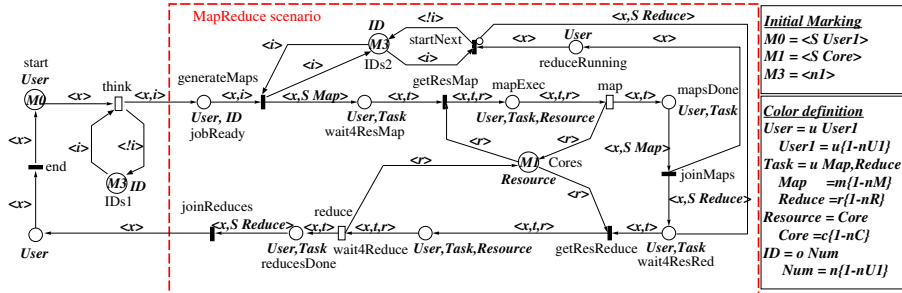 MapReduce scenario
<!i>
<x,S Reduce>
Initial Marking
M0 = <S User1>
M1 = <S Core>
M3 = <n1>
<i>
ID
M3
IDs2
startNext
<x>
User
reduceRunning
<i>
<i>
start
User
M0
think
generateMaps
getResMap
mapExec
map
mapsDone
<x>
<x,i>
<x,i>
<x,S Map>
<x,t>
<x,t,r>
<x,t,r>
<x,t>
User,Task
User, ID
jobReady
User,Task
wait4ResMap
User,Task,Resource
Color definition
User = u User1
User1 = u{1-nU1}
Task = u Map,Reduce
Map =m{1-nM}
Reduce =r{1-nR}
Resource = Core
Core =c{1-nC}
ID = o Num
Num = n{1-nU1}
<x>
<i>
<!i>
<r>
<r>
<x,S Map>
<x>
end
M3
ID
IDs1
M1
Cores
Resource
<r>
<r>
joinMaps
<x,S Reduce>
<x>
joinReduces
reduce
<x>
<x,S Reduce>
<x,t>
<x,t,r>
<x,t,r>
<x,t>
User
User,Task
reducesDone
wait4Reduce
User,Task,Resource
getResReduce
User,Task
wait4ResRed